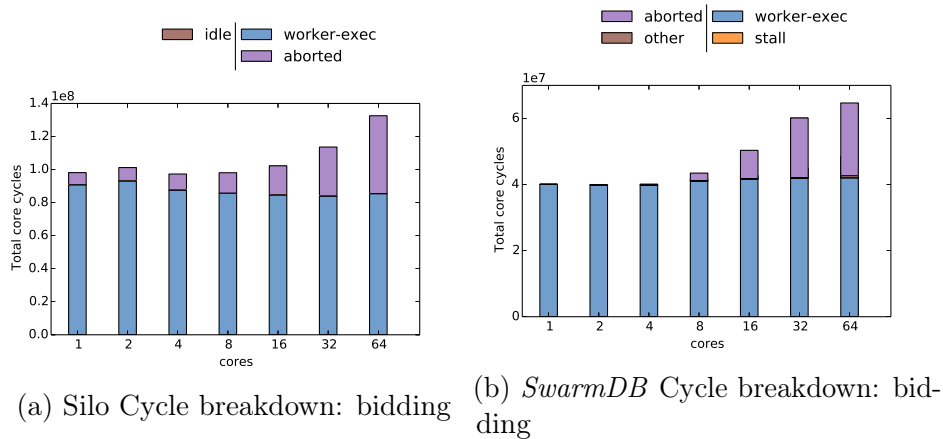 idle worker-exec
aborted
1e8
1.4
1.2
1.0
0.8
0.6
0.4
0.2
0.0
Total core cycles
1 2 4 8 16 32 64
cores
(a) Silo Cycle breakdown: bidding
aborted worker-exec
other stall
1e7
6
4
2
0
Total core cycles
1 2 4 8 16 32 64
cores
(b) SwarmDB Cycle breakdown: bid-
ding